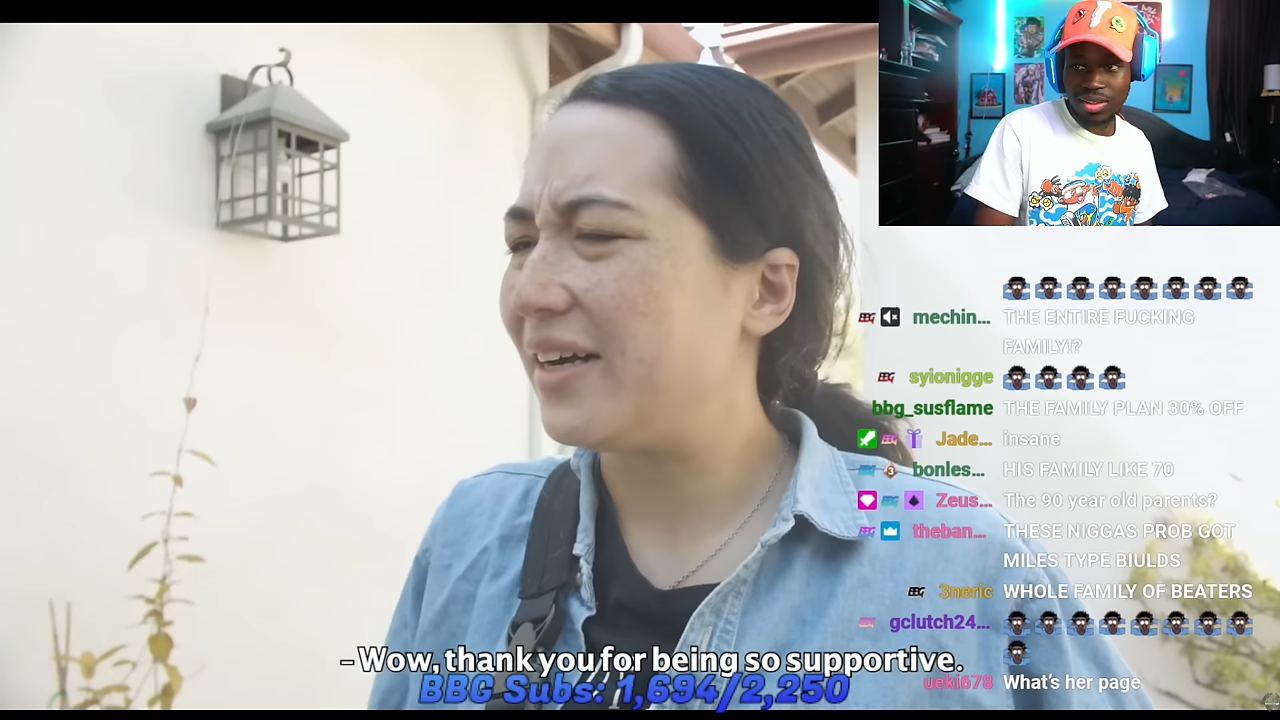 mechin... THE ENTIRE FUCKING
FAMILY!?
syionigge
bbg_susflame THE FAMILY PLAN 30% OFF
Jade... insane
bonles... HIS FAMILY LIKE 70
Zeus... The 90 year old parents?
theban... THESE NIGGAS PROB GOT
MILES TYPE BIULDS
3neric WHOLE FAMILY OF BEATERS
gclutch24...
ueki678 What's her page
-Wow, thank you for being so supportive.
BBG Subs: 1,694/2,250